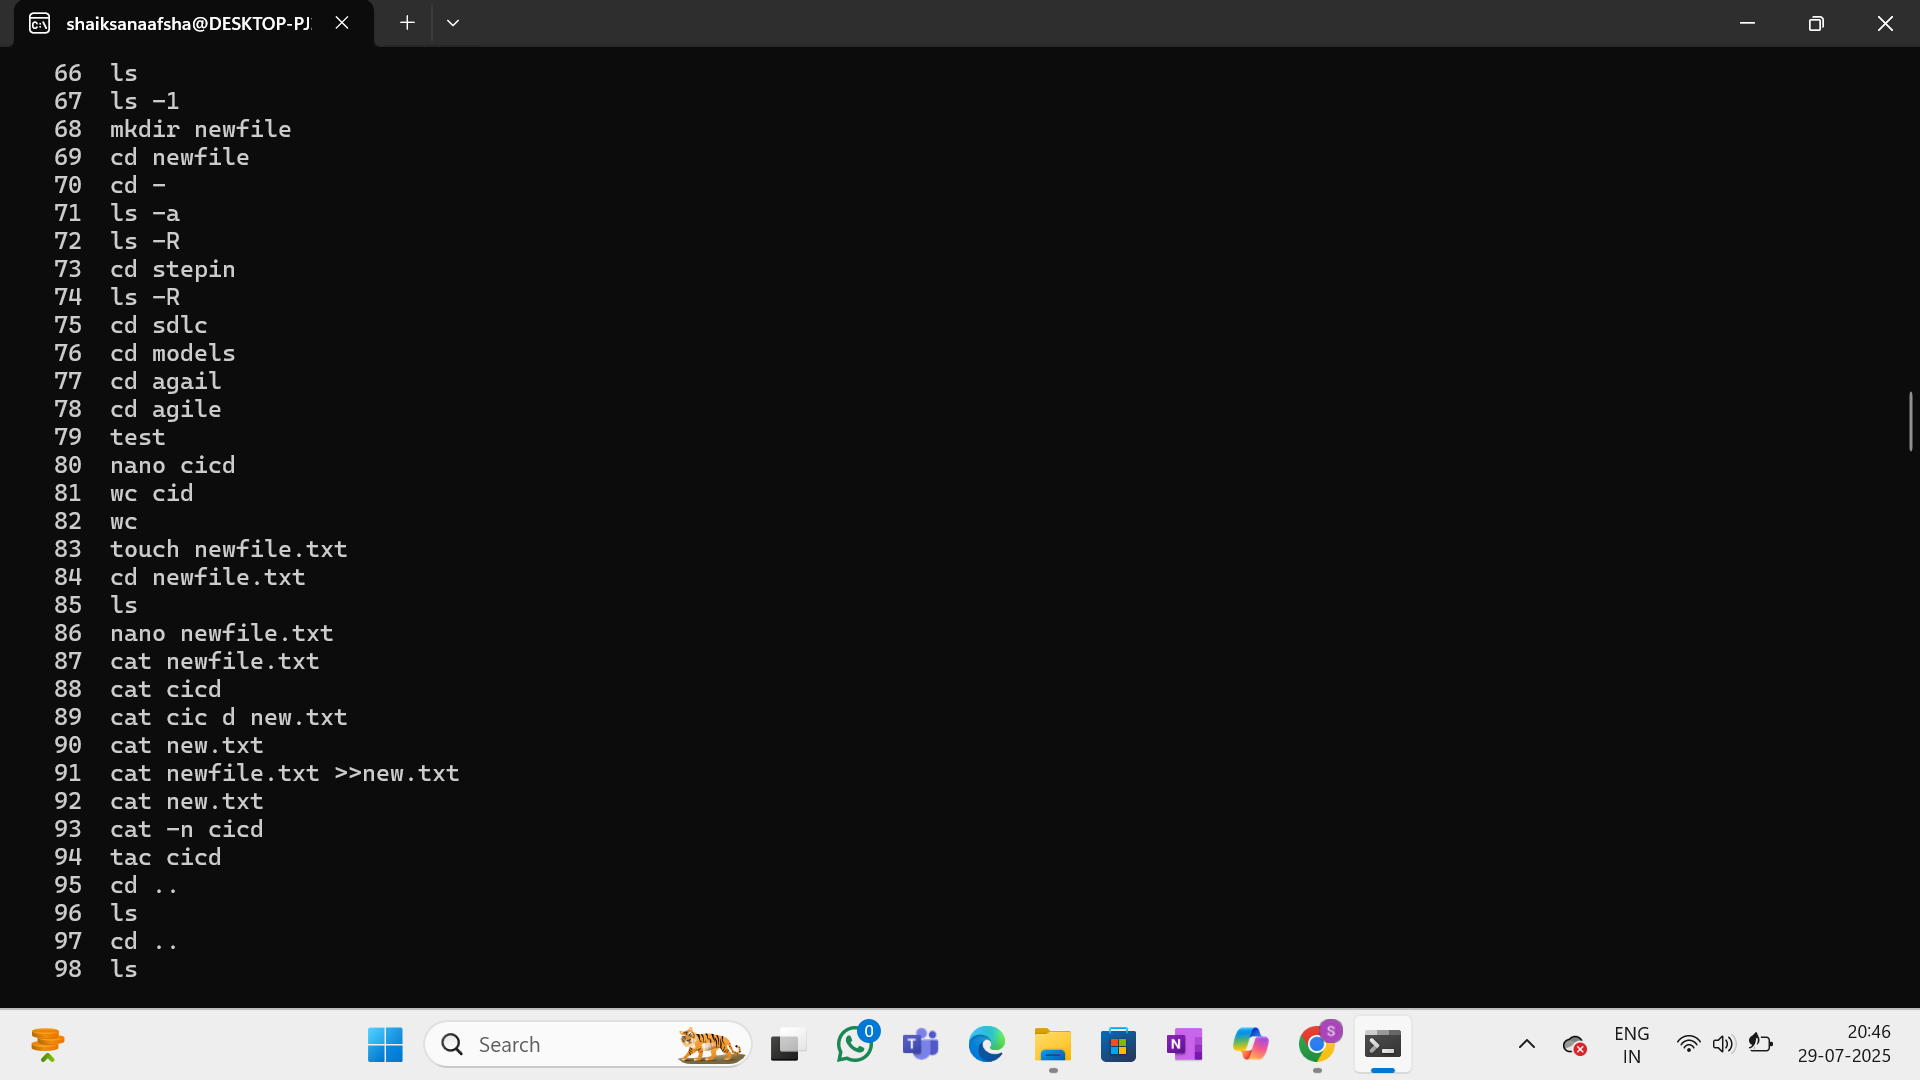 shaiksanaafsha@DESKTOP-PJ
66 ls
67 ls -1
68 mkdir newfile
69 cd newfile
70 cd -
71 ls -a
72 ls -R
73 cd stepin
74 ls -R
75 cd sdlc
76 cd models
77 cd agail
78 cd agile
79 test
80 nano cicd
81 wc cid
82 wc
83 touch newfile.txt
84 cd newfile.txt
85 ls
86 nano newfile.txt
87 cat newfile.txt
88 cat cicd
89 cat cic d new.txt
90 cat new.txt
91 cat newfile.txt >>new.txt
92 cat new.txt
93 cat -n cicd
94 tac cicd
95 cd ..
96 ls
97 cd ..
98 ls
Search
0
S
ENG
IN
20:46
29-07-2025